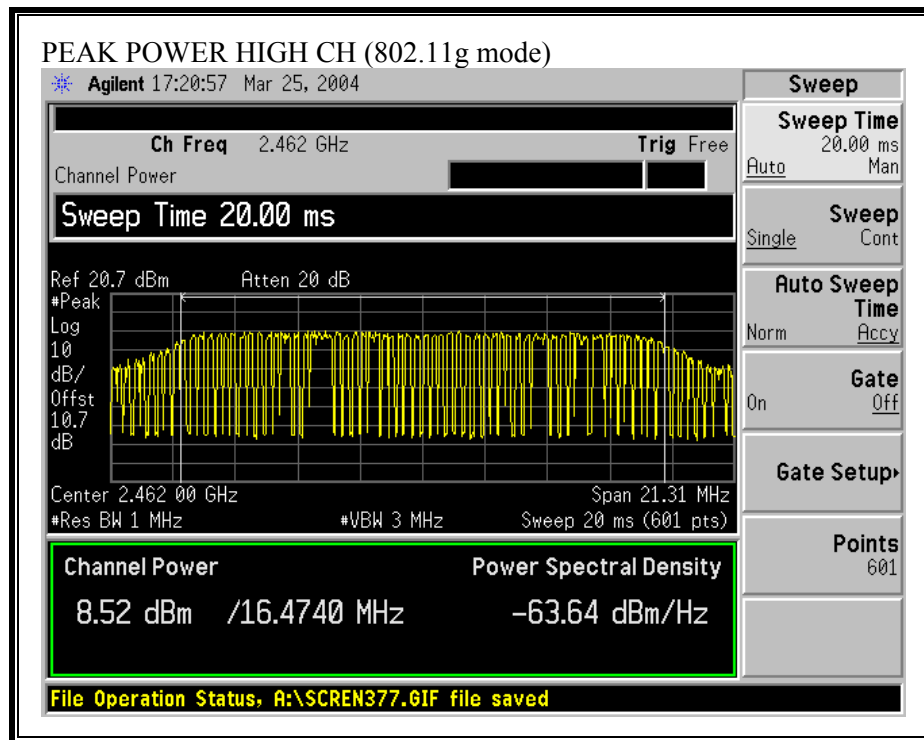 PEAK POWER HIGH CH (802.11g mode)
Agilent 17:20:57 Mar 25, 2004
Sweep
Ch Freq 2.462 GHz Trig Free
Channel Power
Sweep Time 20.00 ms
Ref 20.7 dBm Atten 20 dB
#Peak
Log
10
dB/
Offst
10.7
dB
Center 2.462 00 GHz Span 21.31 MHz
#Res BW 1 MHz #VBW 3 MHz Sweep 20 ms (601 pts)
Channel Power Power Spectral Density
8.52 dBm /16.4740 MHz -63.64 dBm/Hz
File Operation Status, A:\SCREN377.GIF file saved
Sweep Time
20.00 ms
Auto Man
Sweep
Single Cont
Auto Sweep
Time
Norm Accy
Gate
On Off
Gate Setup
Points
601